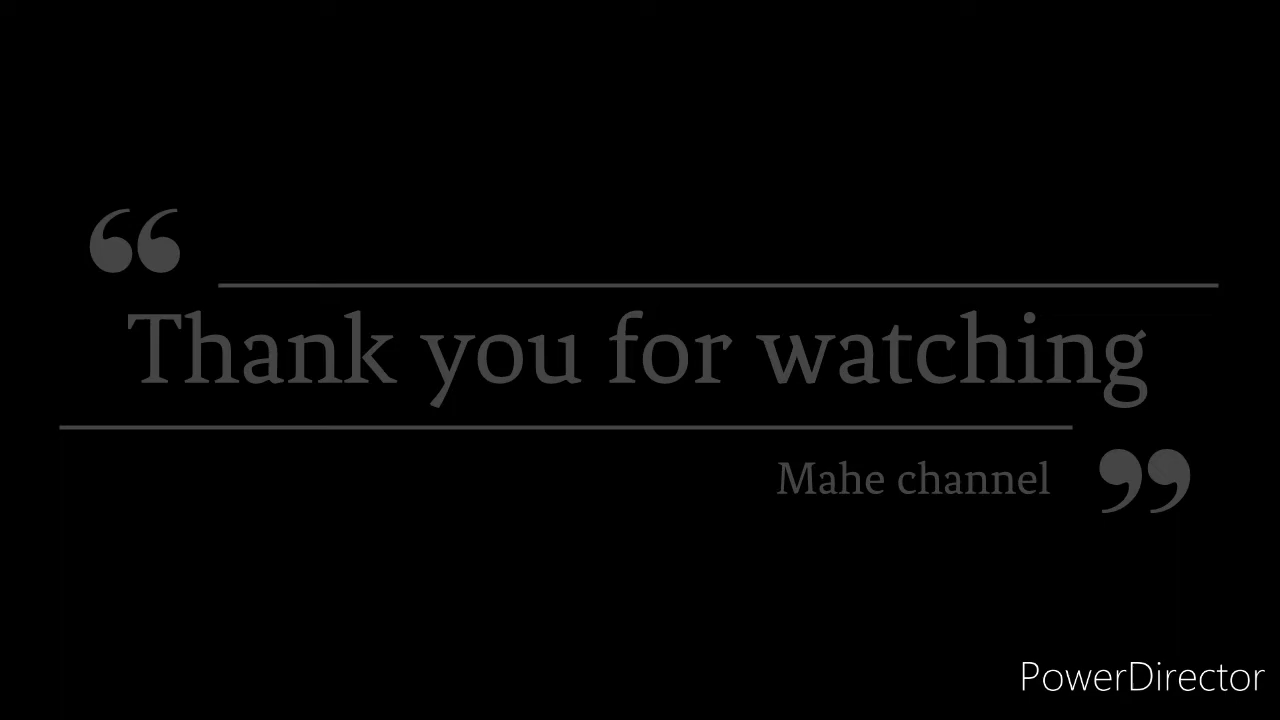 “
Thank you for watching
Mahe channel
”
PowerDirector